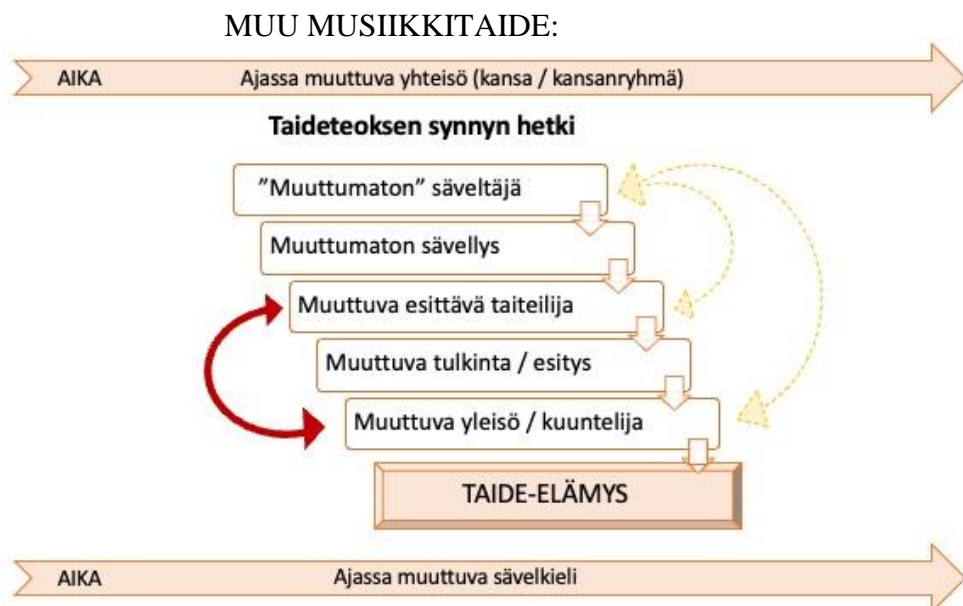 MUU MUSIIKKITAIDE:
AIKA Ajassa muuttuva yhteisö (kansa / kansanryhmä)
Taideteoksen synnyn hetki
”Muuttumaton” säveltäjä
Muuttumaton sävellys
Muuttuva esittävä taiteilija
Muuttuva tulkinta / esitys
Muuttuva yleisö / kuuntelija
TAIDE-ELÄMYS
AIKA Ajassa muuttuva sävelkieli